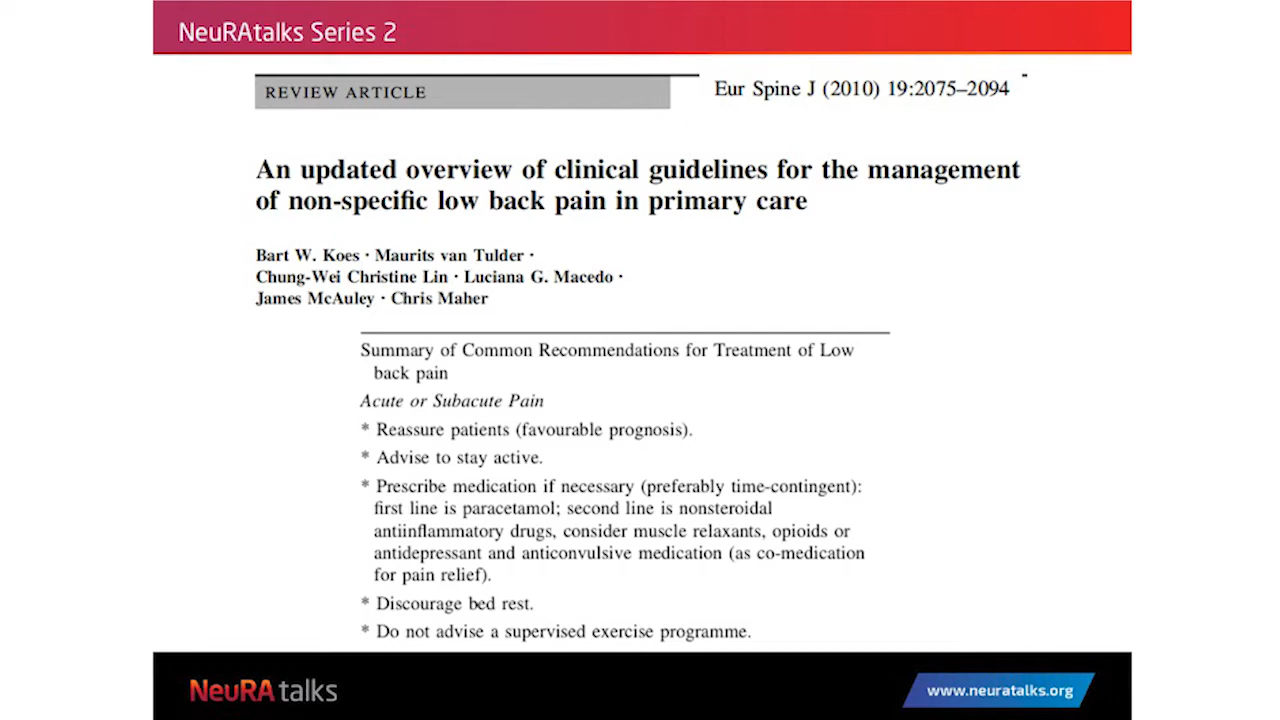 NeuRAtalks Series 2
REVIEW ARTICLE
Eur Spine J (2010) 19:2075–2094
An updated overview of clinical guidelines for the management
of non-specific low back pain in primary care
Bart W. Koes · Maurits van Tulder ·
Chung-Wei Christine Lin · Luciana G. Macedo ·
James McAuley · Chris Maher
Summary of Common Recommendations for Treatment of Low
back pain
Acute or Subacute Pain
* Reassure patients (favourable prognosis).
* Advise to stay active.
* Prescribe medication if necessary (preferably time-contingent):
first line is paracetamol; second line is nonsteroidal
antiinflammatory drugs, consider muscle relaxants, opioids or
antidepressant and anticonvulsive medication (as co-medication
for pain relief).
* Discourage bed rest.
* Do not advise a supervised exercise programme.
NeuRA talks
www.neuratalks.org